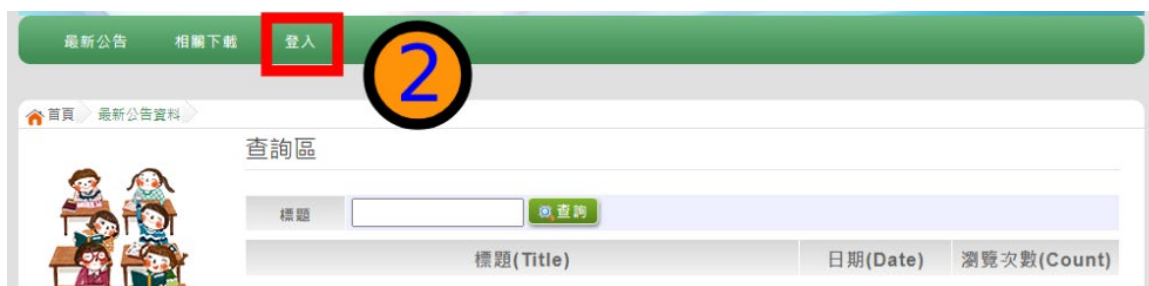 最新公告 相關下載 登入
2
首頁 最新公告資料
查詢區
標題 查詢
標題(Title) 日期(Date) 瀏覽次數(Count)